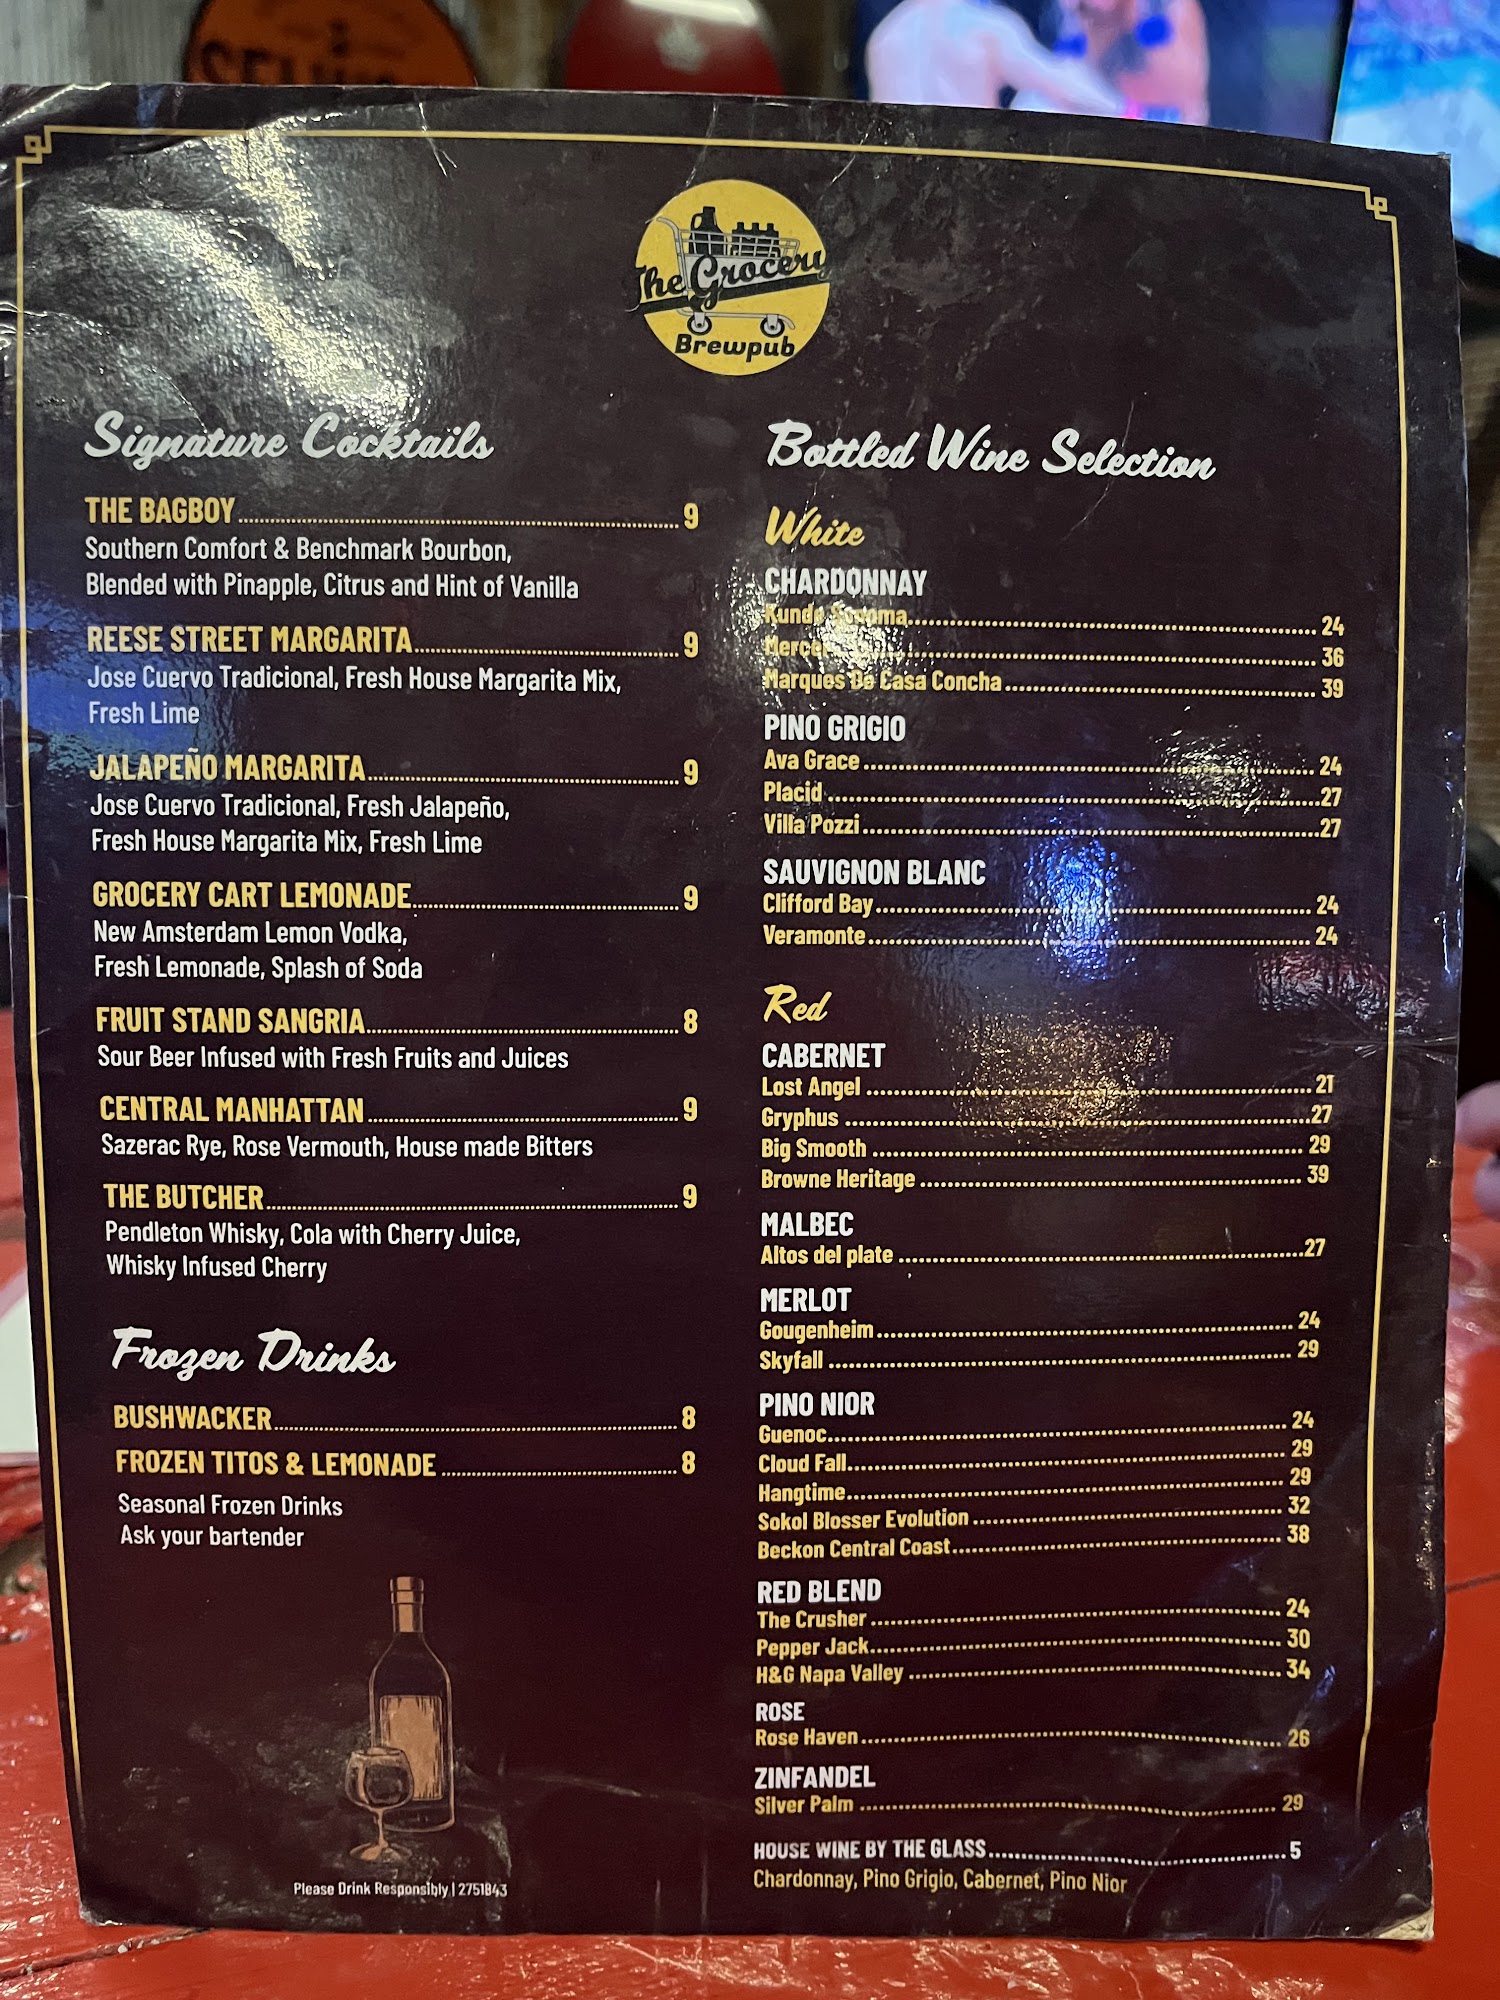 The Grocery
Brewpub
Signature Cocktails
THE BAGBOY 9
Southern Comfort & Benchmark Bourbon,
Blended with Pinapple, Citrus and Hint of Vanilla
REESE STREET MARGARITA 9
Jose Cuervo Tradicional, Fresh House Margarita Mix,
Fresh Lime
JALAPEÑO MARGARITA 9
Jose Cuervo Tradicional, Fresh Jalapeño,
Fresh House Margarita Mix, Fresh Lime
GROCERY CART LEMONADE 9
New Amsterdam Lemon Vodka,
Fresh Lemonade, Splash of Soda
FRUIT STAND SANGRIA 8
Sour Beer Infused with Fresh Fruits and Juices
CENTRAL MANHATTAN 9
Sazerac Rye, Rose Vermouth, House made Bitters
THE BUTCHER 9
Pendleton Whisky, Cola with Cherry Juice,
Whisky Infused Cherry
Frozen Drinks
BUSHWACKER 8
FROZEN TITOS & LEMONADE 8
Seasonal Frozen Drinks
Ask your bartender
Please Drink Responsibly | 2751843
Bottled Wine Selection
White
CHARDONNAY
Kunde Sonoma 24
Mercer 36
Marques De Casa Concha 39
PINO GRIGIO
Ava Grace 24
Placid 27
Villa Pozzi 27
SAUVIGNON BLANC
Clifford Bay 24
Veramonte 24
Red
CABERNET
Lost Angel 21
Gryphus 27
Big Smooth 29
Browne Heritage 39
MALBEC
Altos del plate 27
MERLOT
Gougenheim 24
Skyfall 29
PINO NIOR
Guenoc 24
Cloud Fall 29
Hangtime 29
Sokol Blosser Evolution 32
Beckon Central Coast 38
RED BLEND
The Crusher 24
Pepper Jack 30
H&G Napa Valley 34
ROSE
Rose Haven 26
ZINFANDEL
Silver Palm 29
HOUSE WINE BY THE GLASS 5
Chardonnay, Pino Grigio, Cabernet, Pino Nior